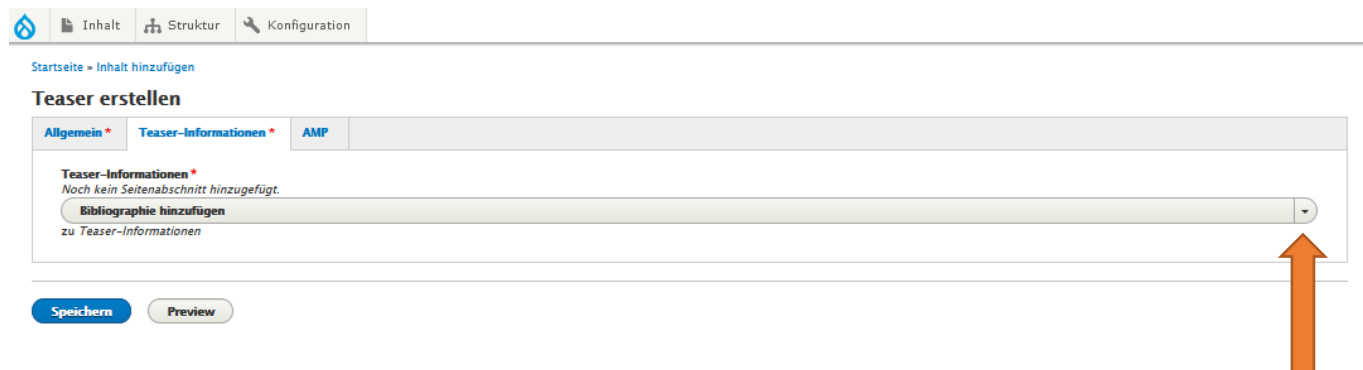 Inhalt Struktur Konfiguration
Startseite » Inhalt hinzufügen
Teaser erstellen
Allgemein * Teaser-Informationen * AMP
Teaser-Informationen *
Noch kein Seitenabschnitt hinzugefügt.
Bibliographie hinzufügen
zu Teaser-Informationen
Speichern Preview